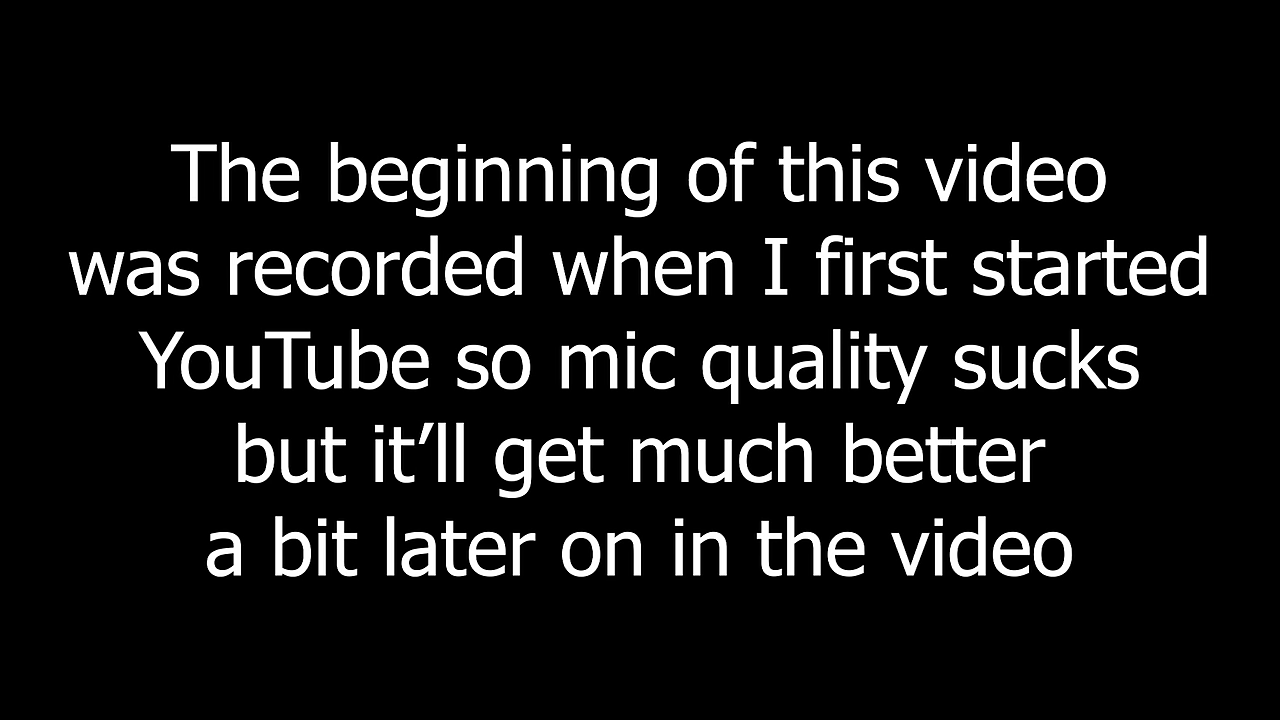 The beginning of this video
was recorded when I first started
YouTube so mic quality sucks
but it’ll get much better
a bit later on in the video